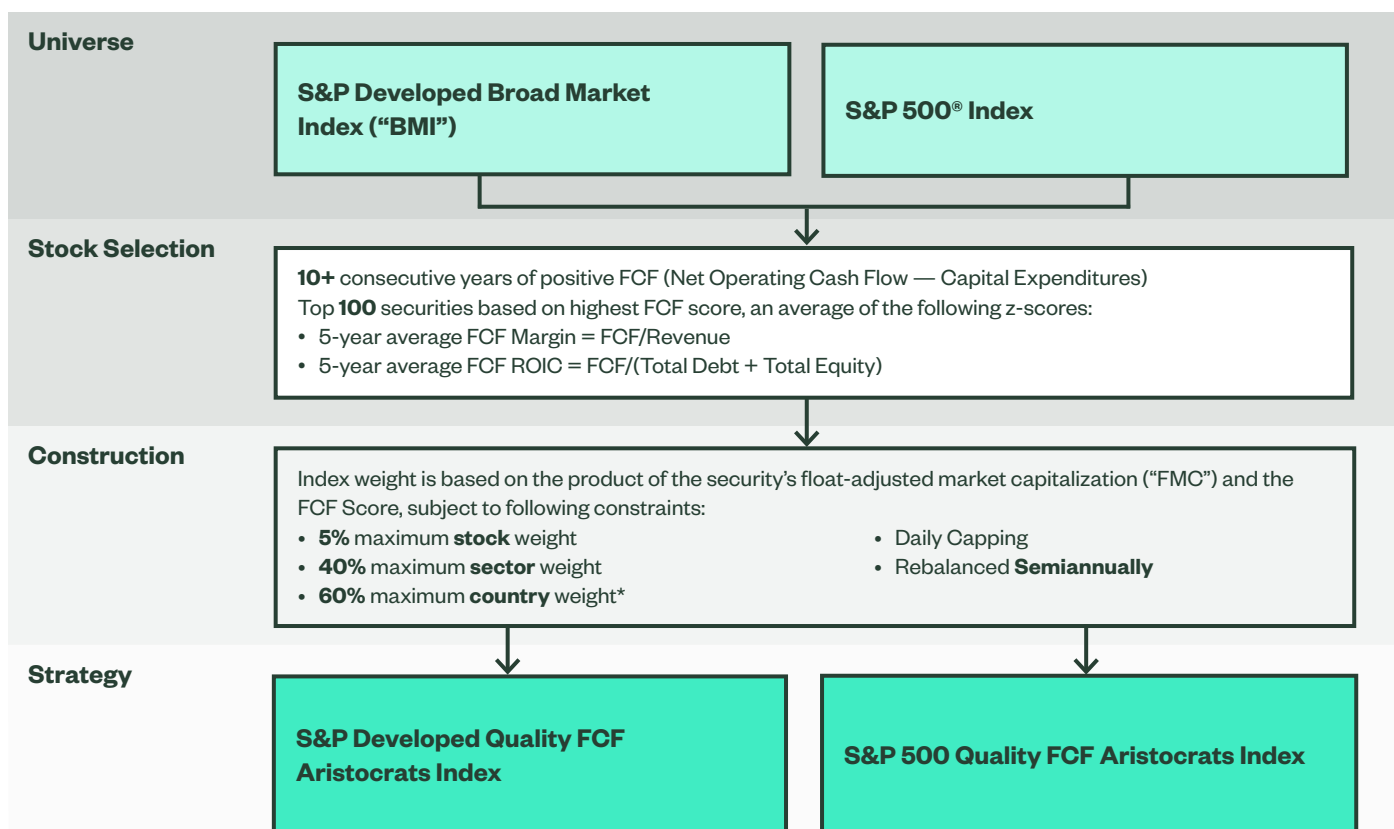 Universe
S&P Developed Broad Market
Index (“BMI”)
S&P 500® Index
Stock Selection
10+ consecutive years of positive FCF (Net Operating Cash Flow — Capital Expenditures)
Top 100 securities based on highest FCF score, an average of the following z-scores:
• 5-year average FCF Margin = FCF/Revenue
• 5-year average FCF ROIC = FCF/(Total Debt + Total Equity)
Construction
Index weight is based on the product of the security’s float-adjusted market capitalization (“FMC”) and the
FCF Score, subject to following constraints:
• 5% maximum stock weight
• 40% maximum sector weight
• 60% maximum country weight*
• Daily Capping
• Rebalanced Semiannually
Strategy
S&P Developed Quality FCF
Aristocrats Index
S&P 500 Quality FCF Aristocrats Index